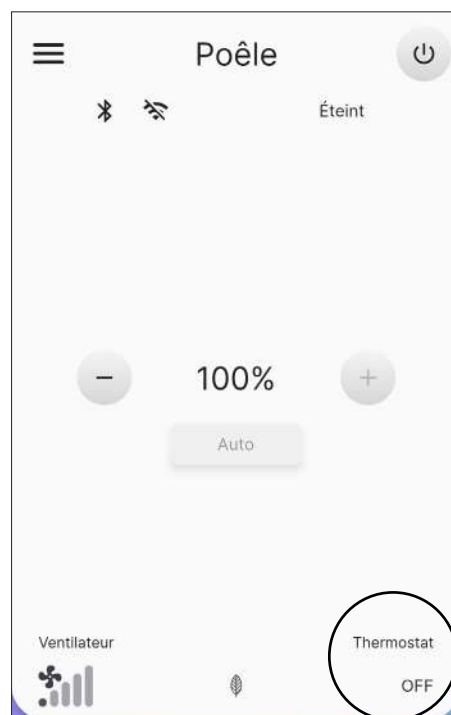 Poêle
Éteint
100%
Auto
Ventilateur
Thermostat
OFF